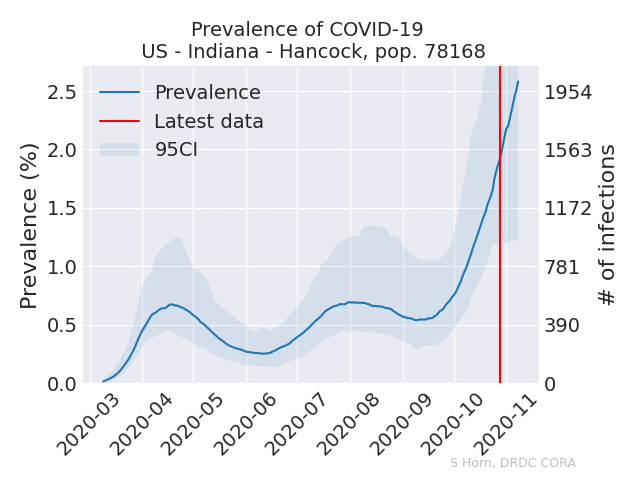 Prevalence of COVID-19
US - Indiana - Hancock, pop. 78168
Prevalence
Latest data
95CI
Prevalence (%)
2.5
2.0
1.5
1.0
0.5
0.0
1954
1563
1172
781
390
0
# of infections
2020-03
2020-04
2020-05
2020-06
2020-07
2020-08
2020-09
2020-10
2020-11
S Horn, DRDC CORA